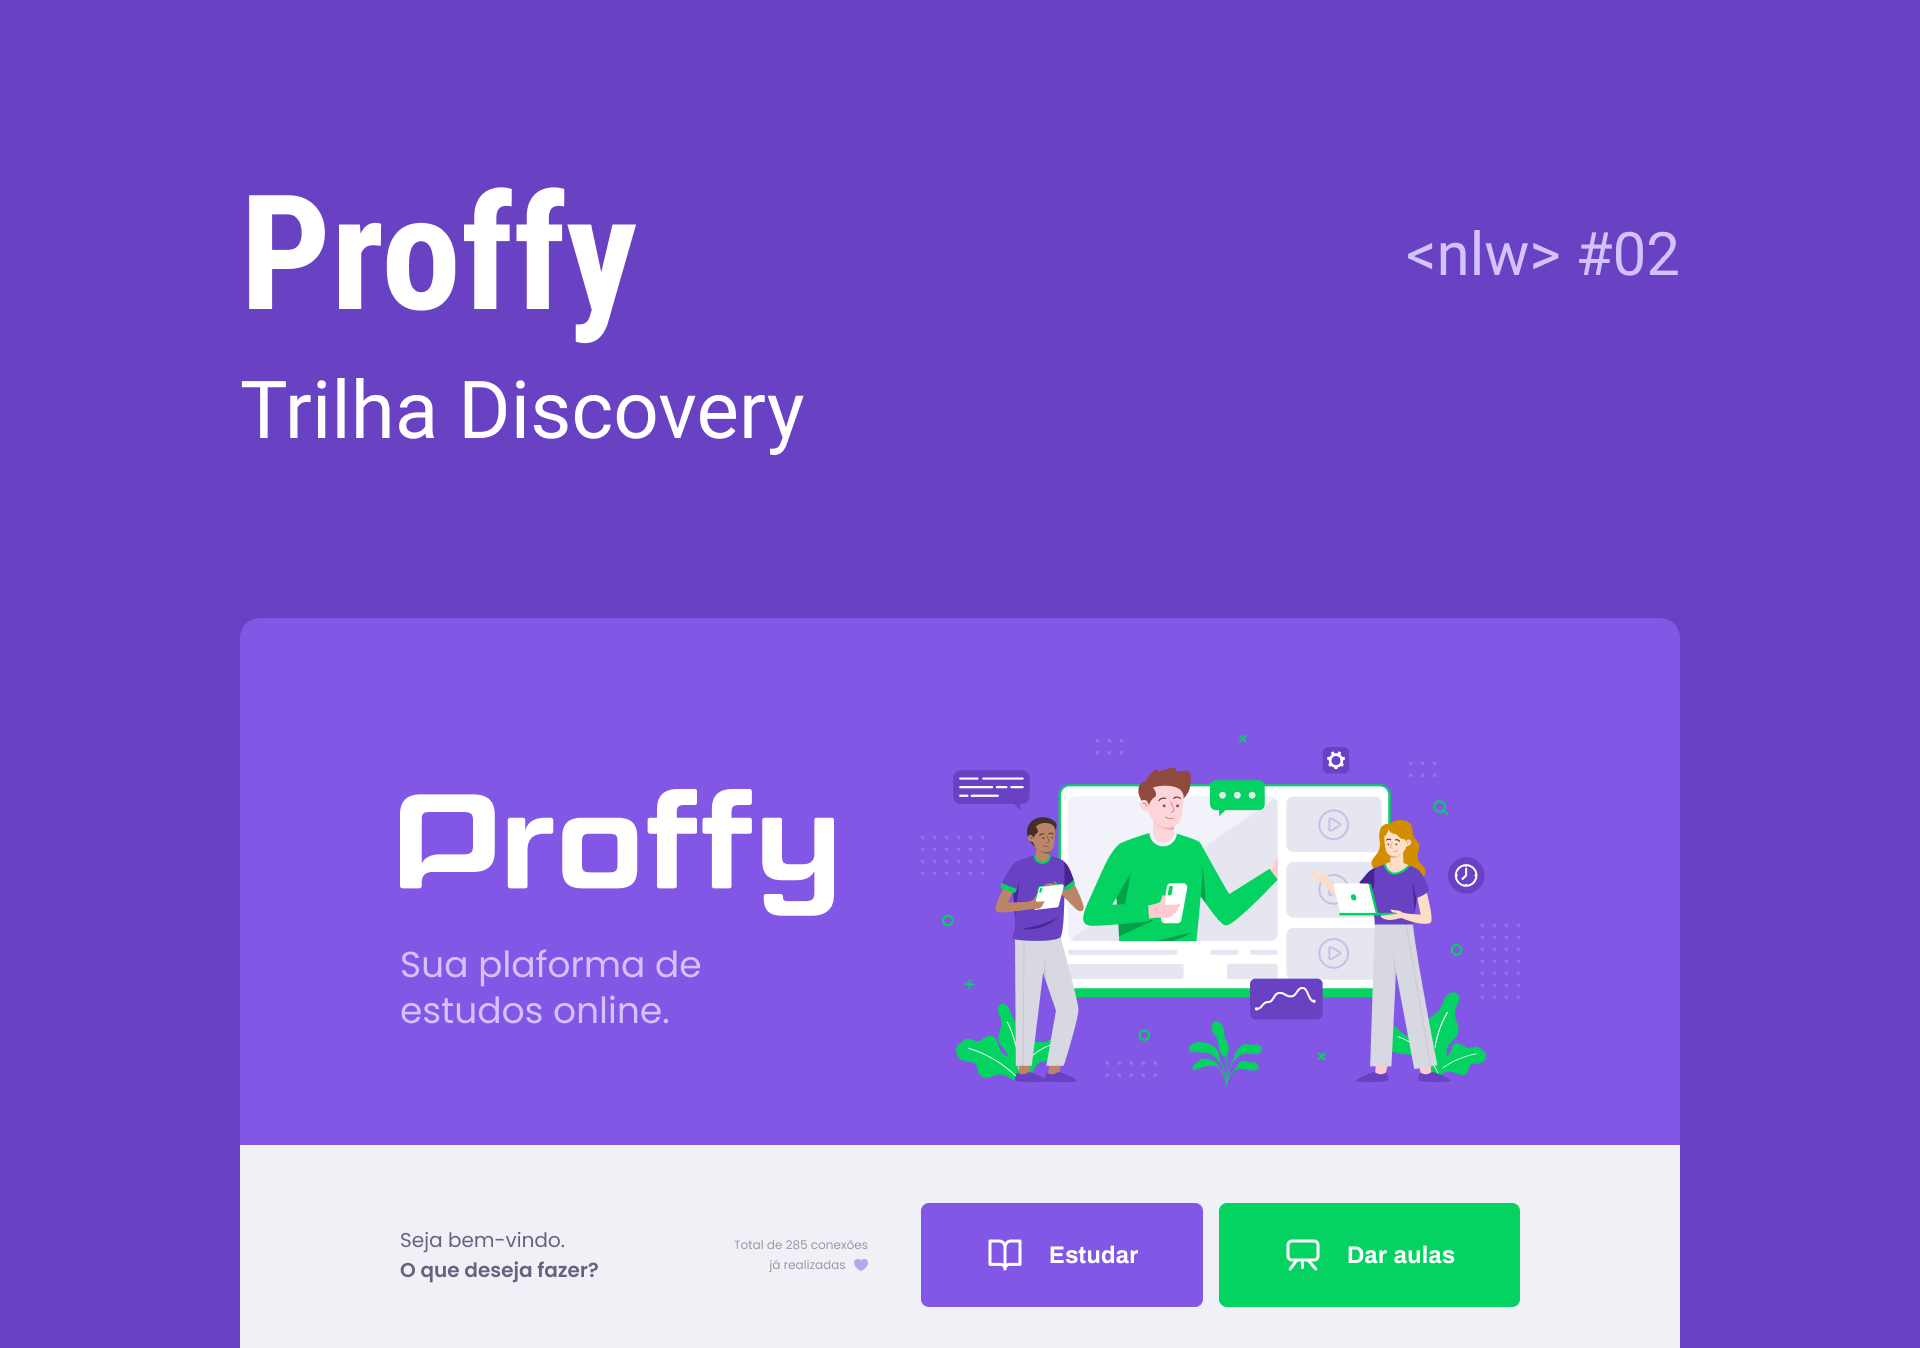 Proffy
<nlw> #02
Trilha Discovery
Proffy
Sua plaforma de
estudos online.
Seja bem-vindo.
O que deseja fazer?
Total de 285 conexões
já realizadas
Estudar
Dar aulas